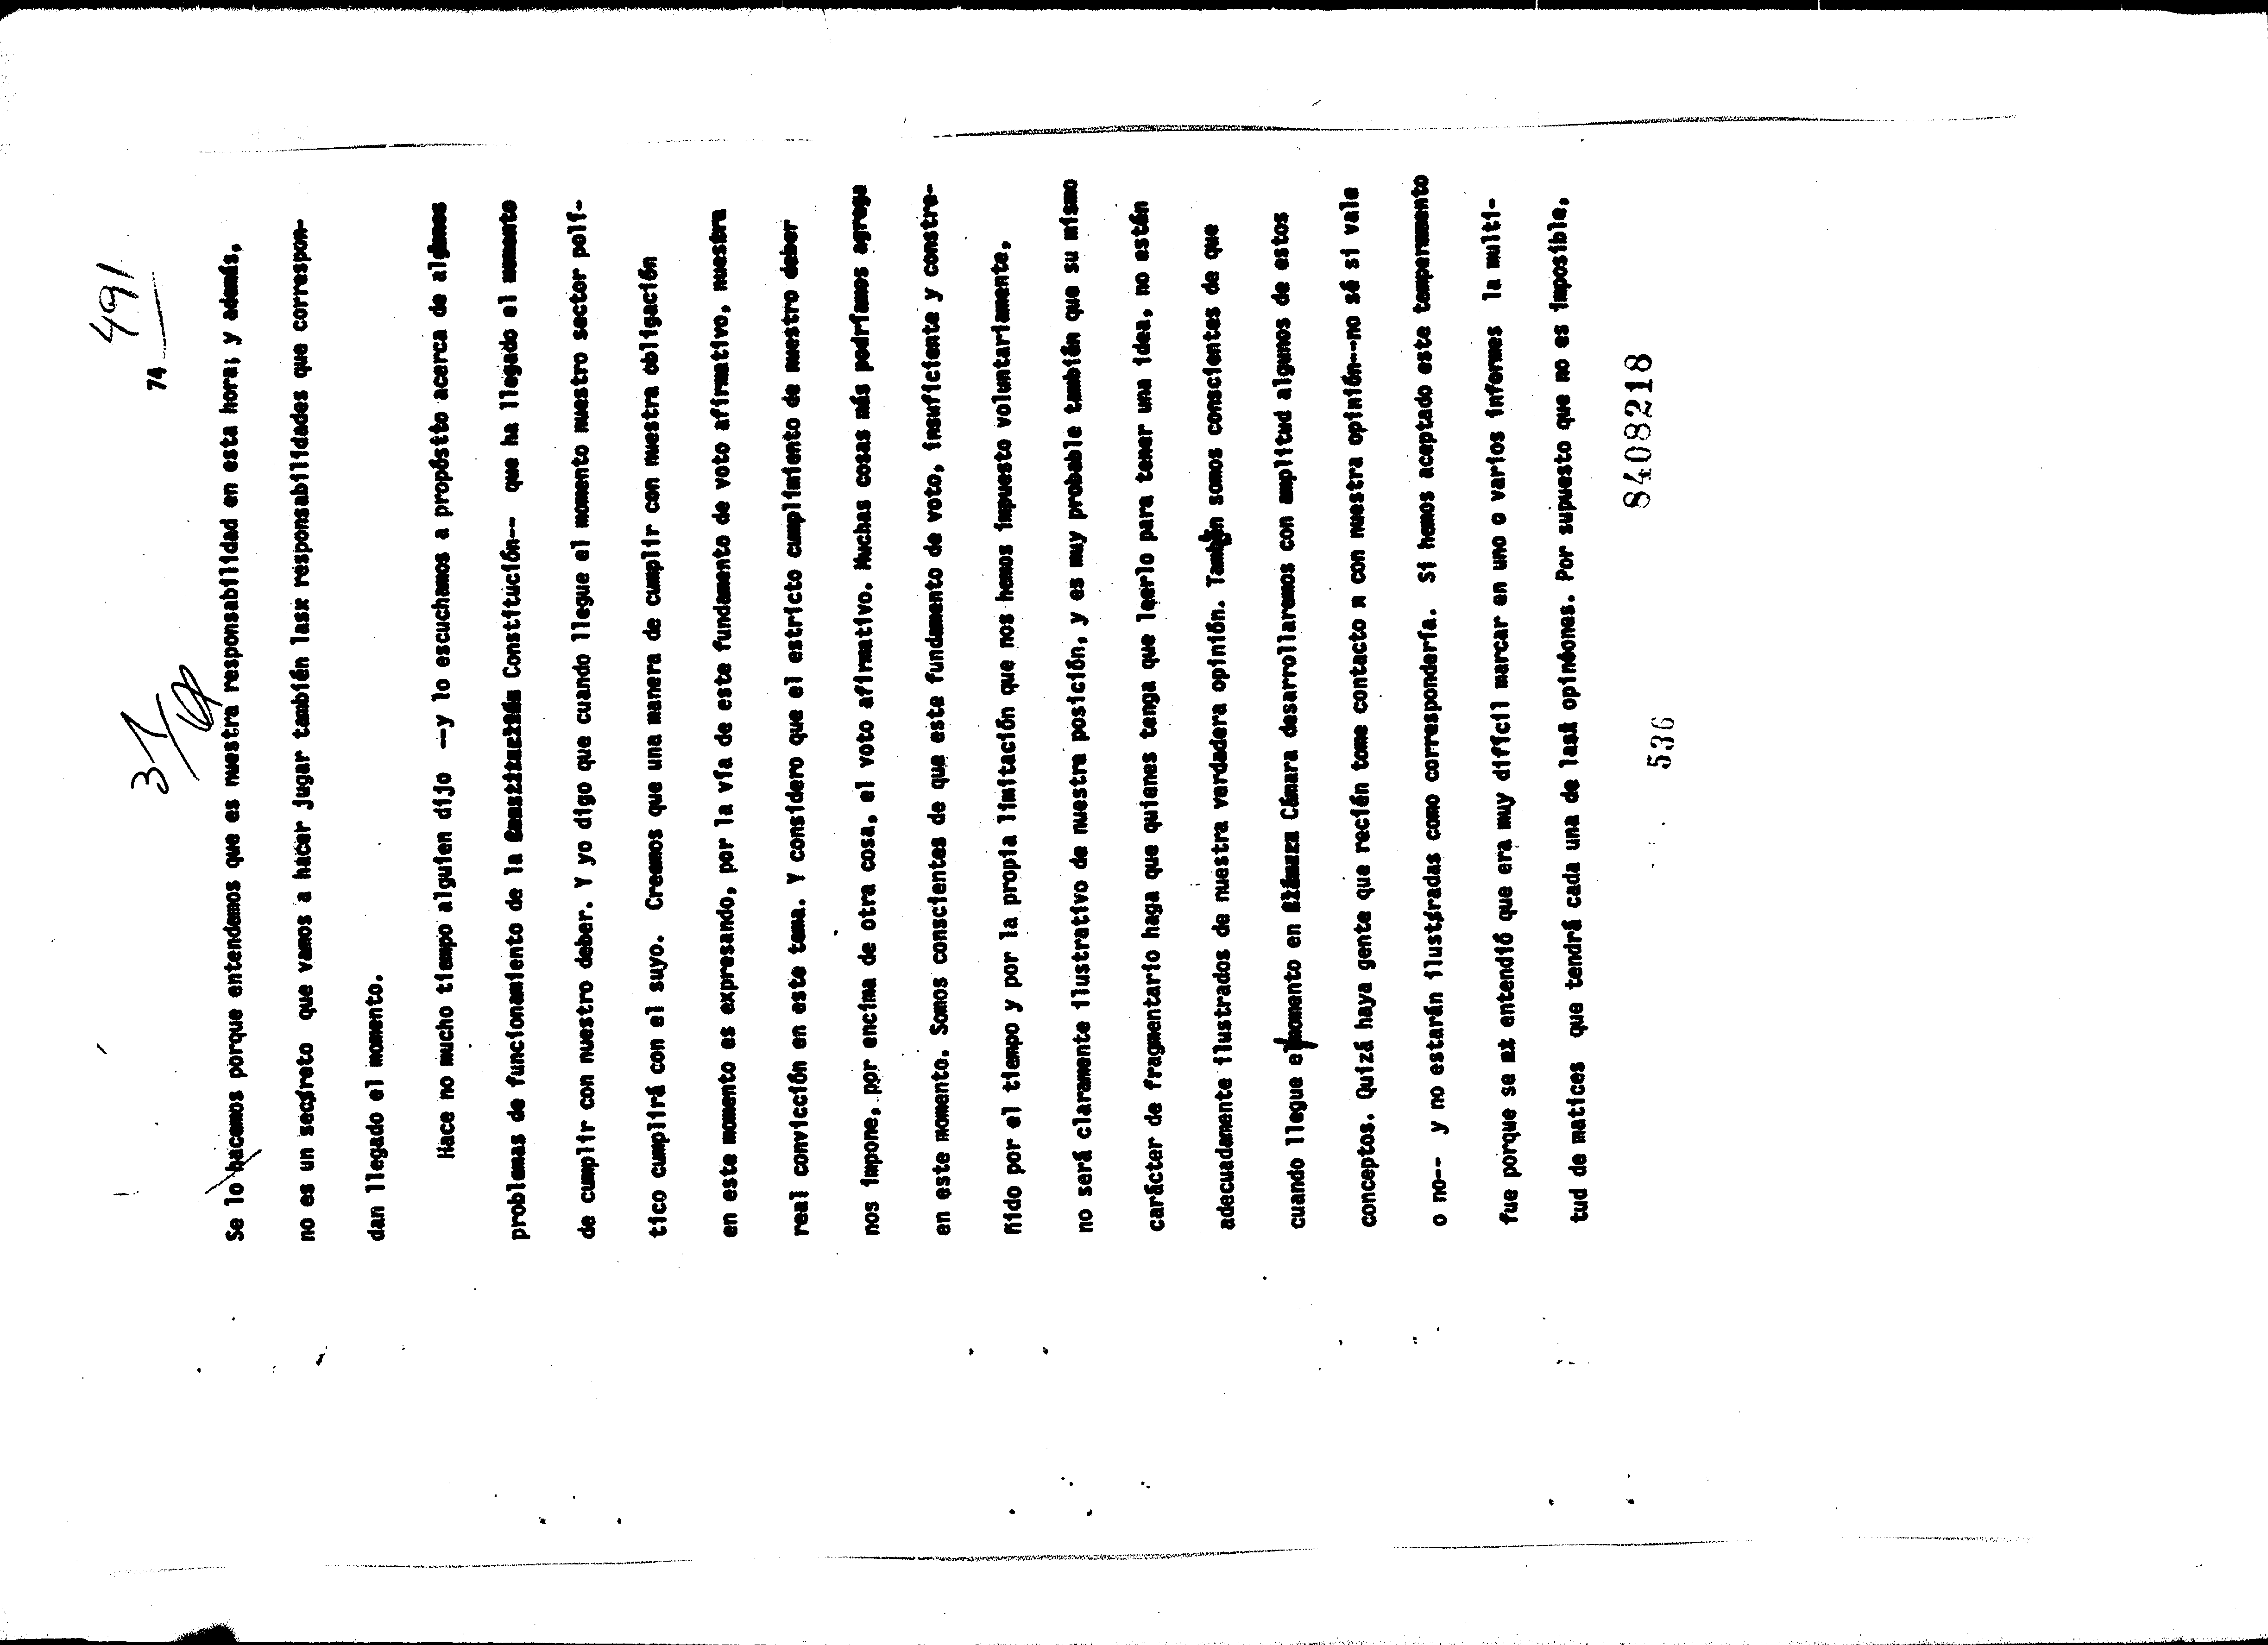 491
74
37
Se lo hacemos porque entendemos que es nuestra responsabilidad en esta hora; y además,
no es un secreto que vamos a hacer jugar también lasx responsabilidades que correspon-
dan llegado el momento.
Hace no mucho tiempo alguien dijo --y lo escuchamos a propósito acerca de algunos
problemas de funcionamiento de la Constitución-- que ha llegado el momento
de cumplir con nuestro deber. Y yo digo que cuando llegue el momento nuestro sector polí-
tico cumplirá con el suyo. Creemos que una manera de cumplir con nuestra obligación
en este momento es expresando, por la vía de este fundamento de voto afirmativo, nuestra
real convicción en este tema. Y considero que el estricto cumplimiento de nuestro deber
nos impone, por encima de otra cosa, el voto afirmativo. Muchas cosas más podríamos agrega
en este momento. Somos conscientes de que este fundamento de voto, insuficiente y constre-
ñido por el tiempo y por la propia limitación que nos hemos impuesto voluntariamente,
no será claramente ilustrativo de nuestra posición, y es muy probable también que su mismo
carácter de fragmentario haga que quienes tenga que leerlo para tener una idea, no estén
adecuadamente ilustrados de nuestra verdadera opinión. También somos conscientes de que
cuando llegue el momento en Cámara desarrollaremos con amplitud algunos de estos
conceptos. Quizá haya gente que recién tome contacto con nuestra opinión--no sé si vale
o no-- y no estarán ilustradas como correspondería. Si hemos aceptado este temperamento
fue porque se entendió que era muy difícil marcar en uno o varios informes la multi-
tud de matices que tendrá cada una de las opiniones. Por supuesto que no es imposible,
8408218
536